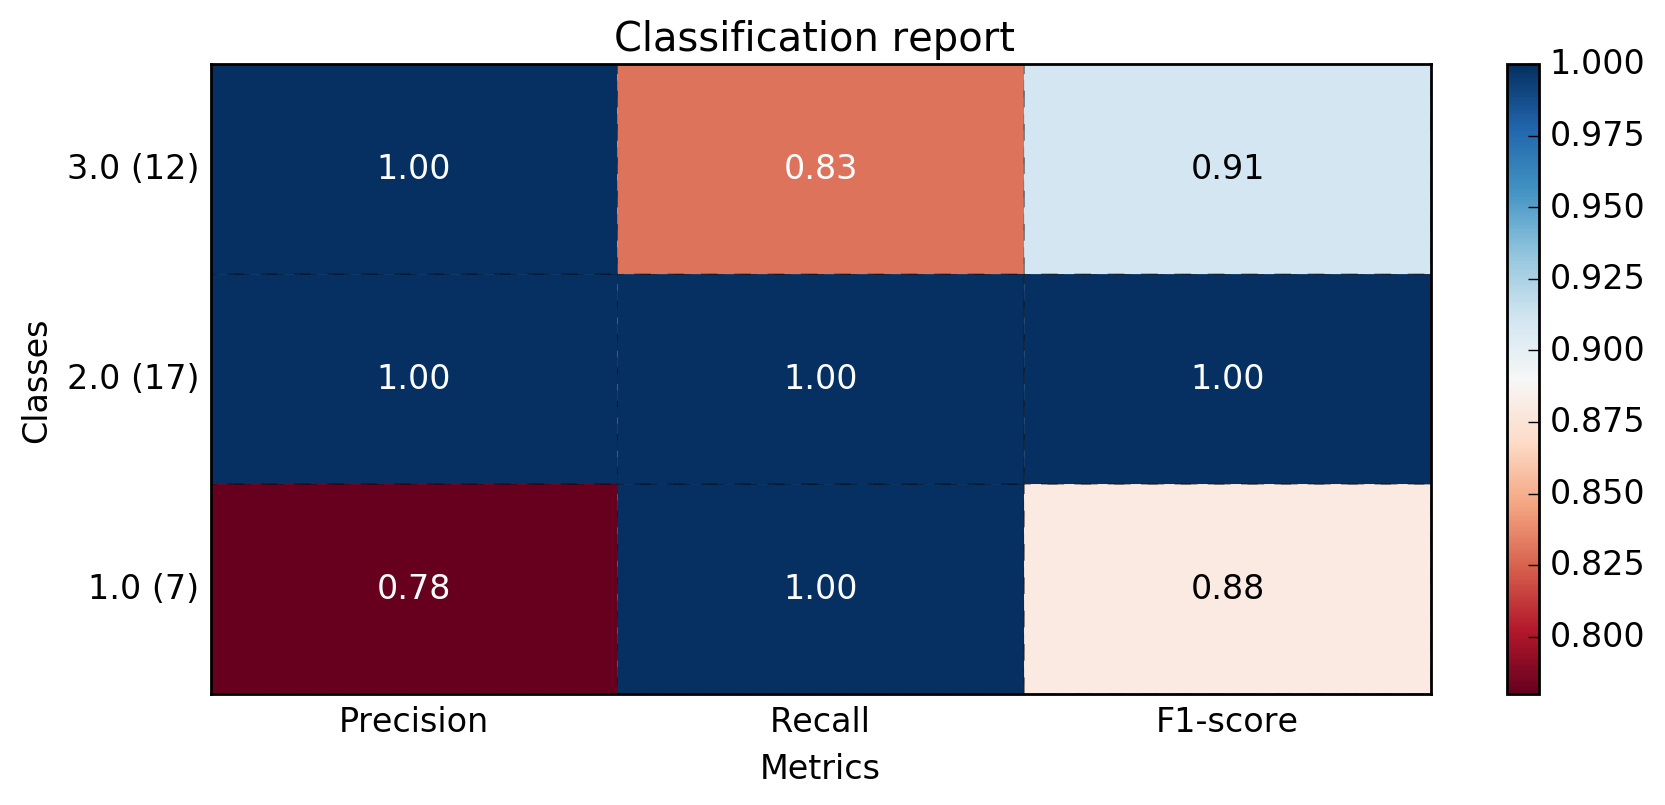 Classification report
Classes
3.0 (12) 1.00 0.83 0.91
2.0 (17) 1.00 1.00 1.00
1.0 (7) 0.78 1.00 0.88
Precision Recall F1-score
Metrics
1.000
0.975
0.950
0.925
0.900
0.875
0.850
0.825
0.800